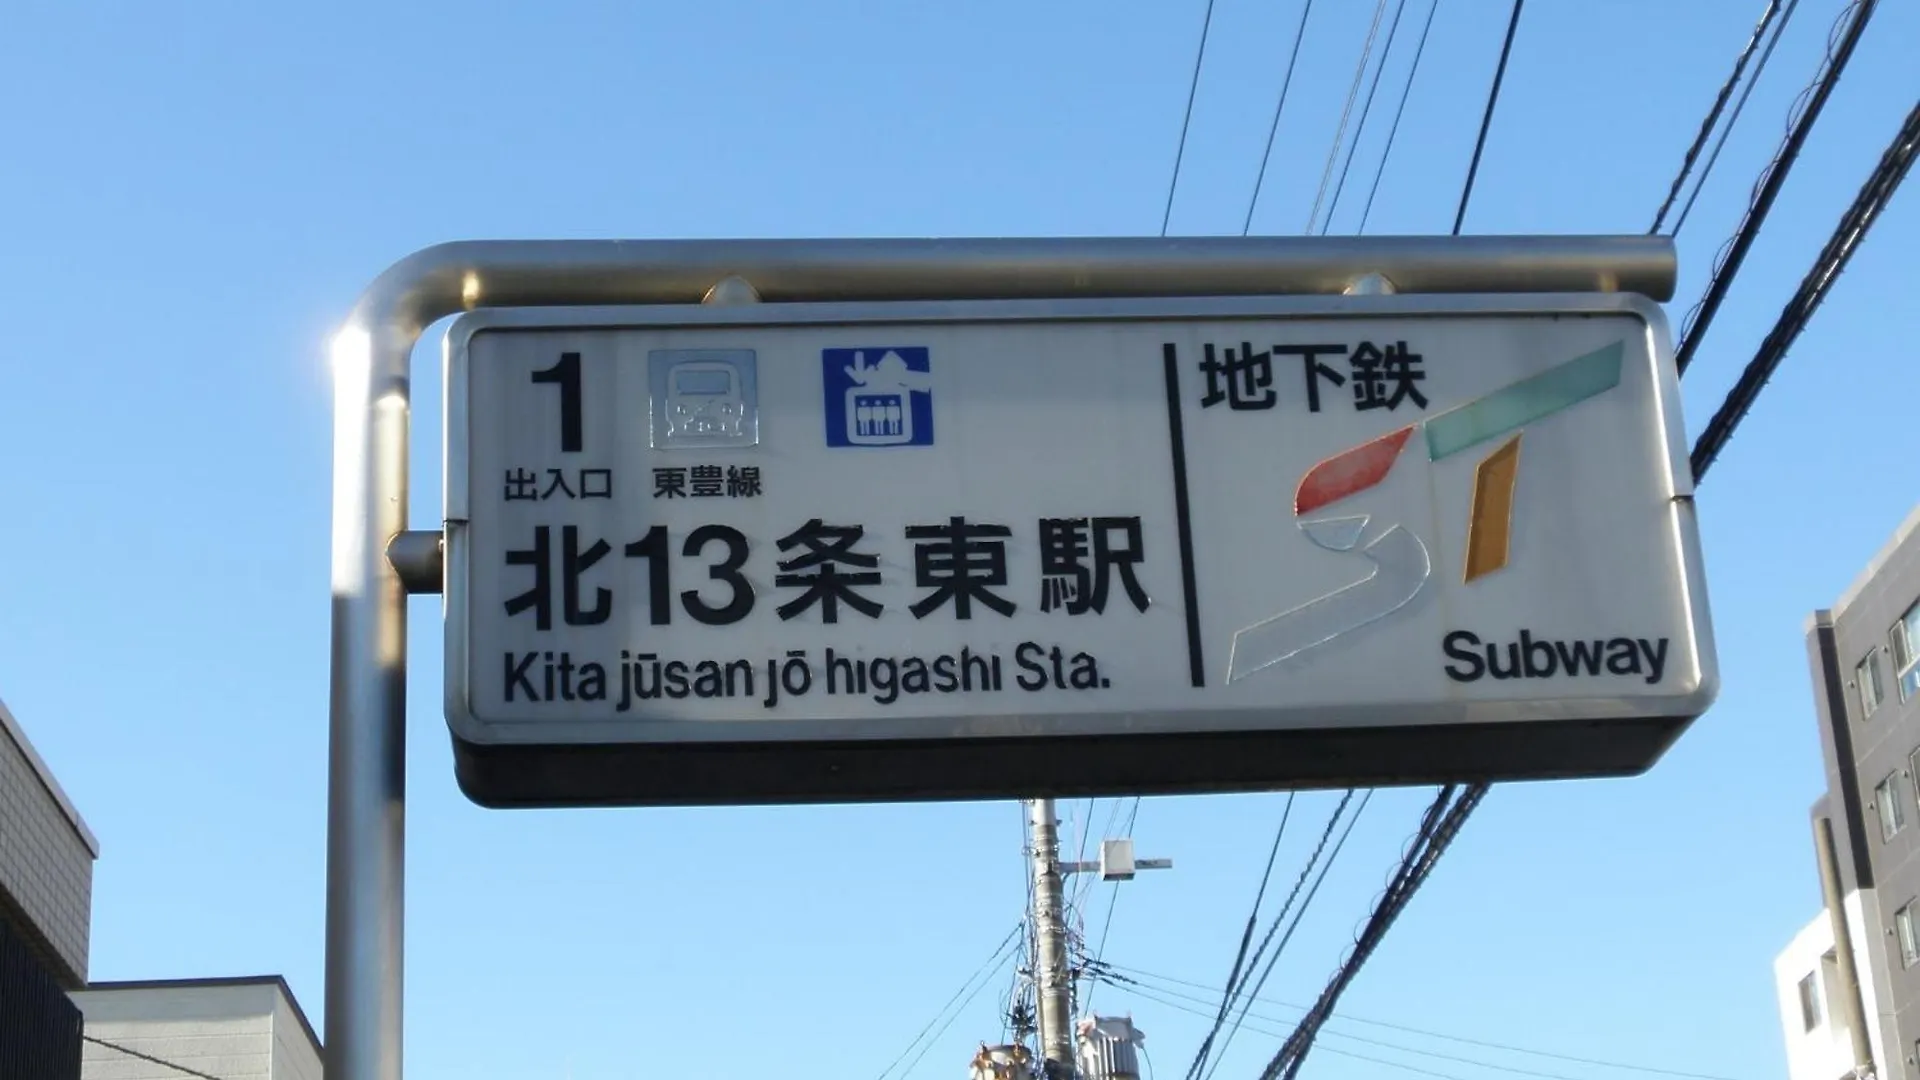 1
出入口
東豊線
北13条東駅
Kita jūsan jō higashi Sta.
地下鉄
ST
Subway